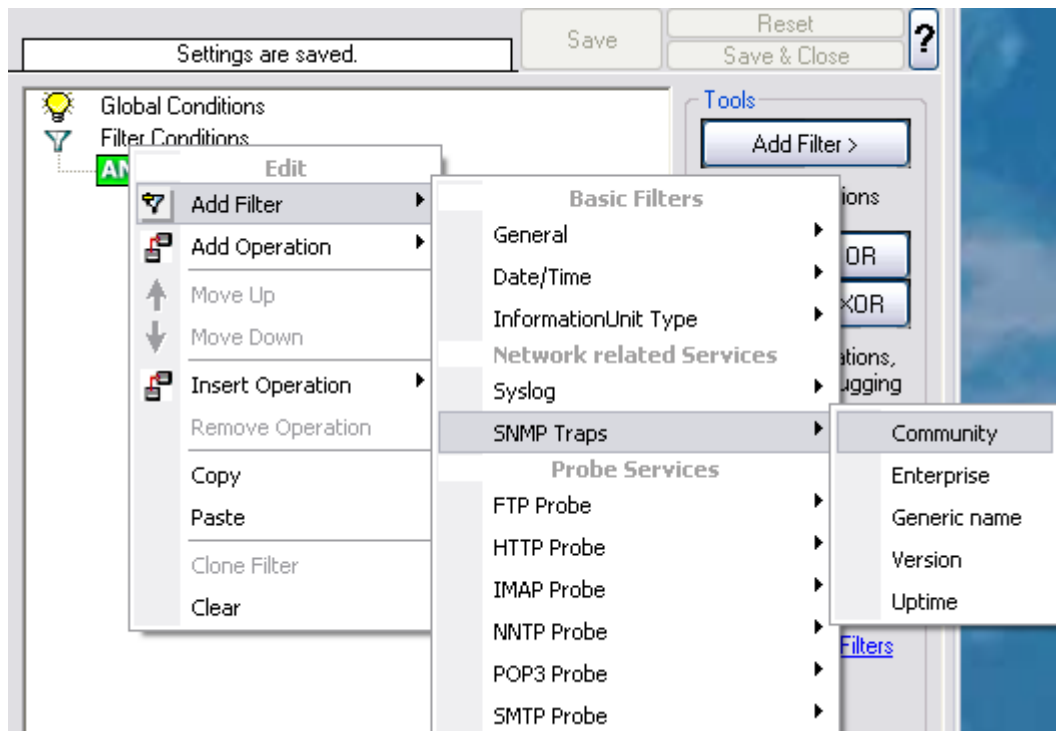 Settings are saved.
Save
Reset
Save & Close
?
Global Conditions
Filter Conditions
AN
Tools
Add Filter >
ions
OR
XOR
ations,
ugging
Filters
Edit
Add Filter
Add Operation
Move Up
Move Down
Insert Operation
Remove Operation
Copy
Paste
Clone Filter
Clear
Basic Filters
General
Date/Time
InformationUnit Type
Network related Services
Syslog
SNMP Traps
Probe Services
FTP Probe
HTTP Probe
IMAP Probe
NNTP Probe
POP3 Probe
SMTP Probe
Community
Enterprise
Generic name
Version
Uptime